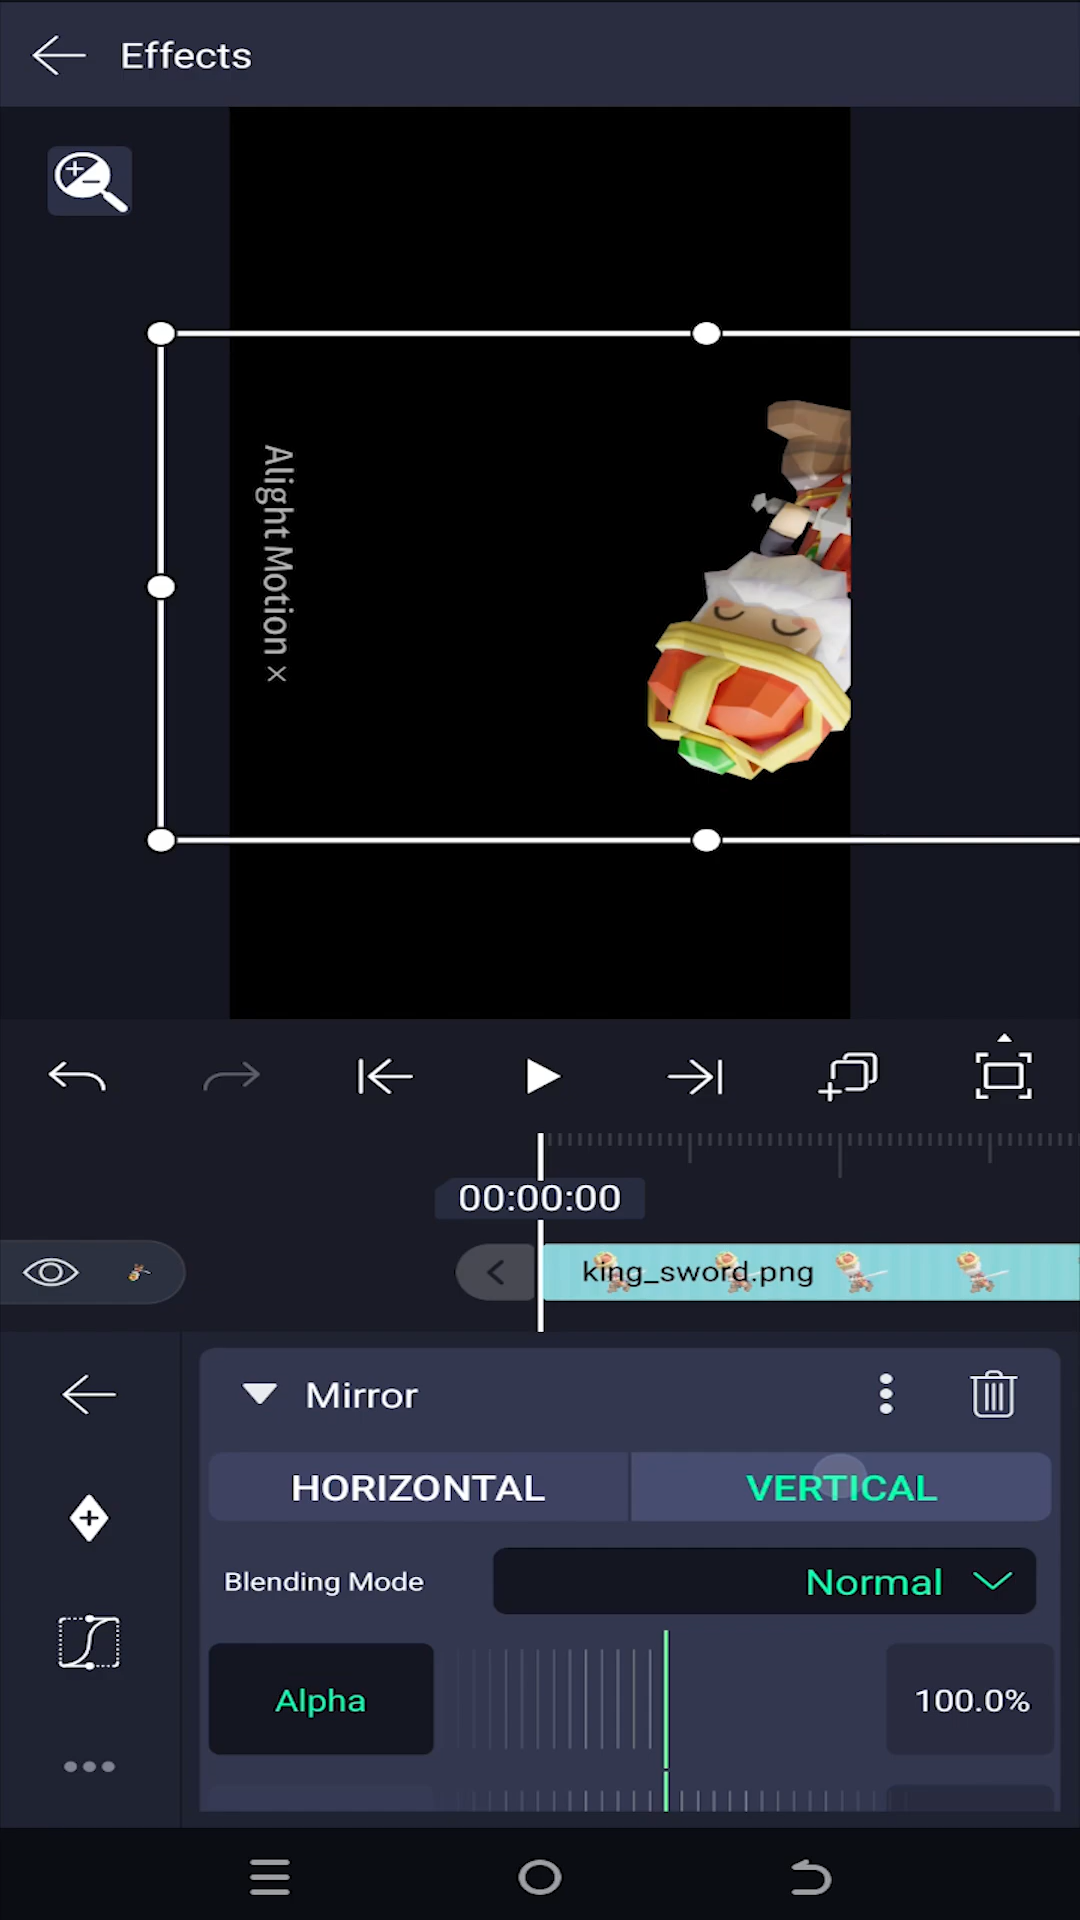 Effects
Alight Motion ×
00:00:00
king_sword.png
Mirror
HORIZONTAL
VERTICAL
Blending Mode
Normal
Alpha
100.0%